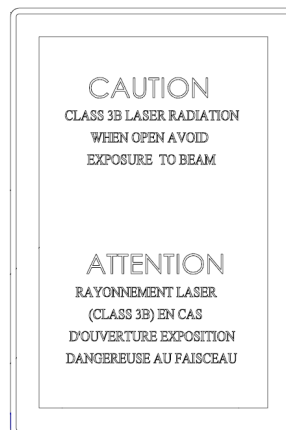 CAUTION
CLASS 3B LASER RADIATION
WHEN OPEN AVOID
EXPOSURE TO BEAM
ATTENTION
RAYONNEMENT LASER
(CLASS 3B) EN CAS
D'OUVERTURE EXPOSITION
DANGEREUSE AU FAISCEAU